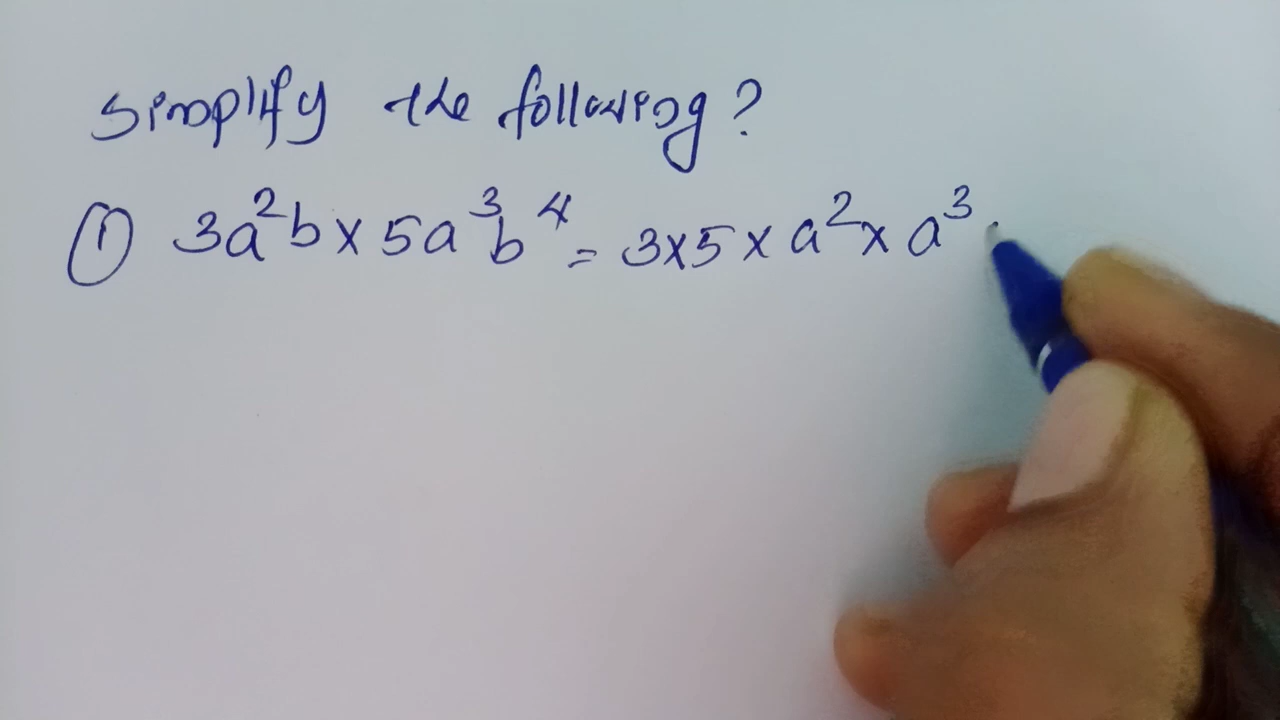 Simplify the following?
① 3a²b × 5a³b⁴ = 3×5 × a² × a³